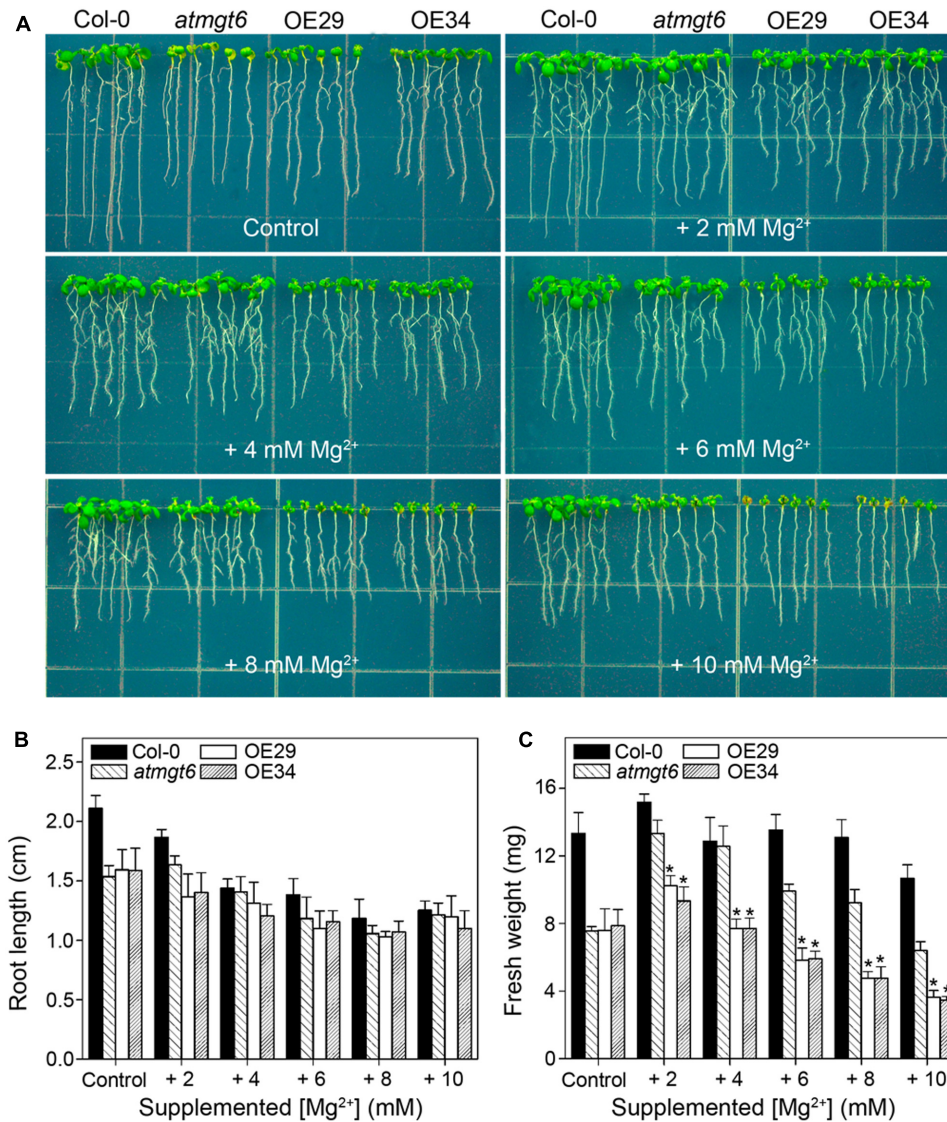 A
Col-0 atmgt6 OE29 OE34 Col-0 atmgt6 OE29 OE34
Control
+ 2 mM Mg²⁺
+ 4 mM Mg²⁺
+ 6 mM Mg²⁺
+ 8 mM Mg²⁺
+ 10 mM Mg²⁺
B
Col-0 OE29
atmgt6 OE34
Root length (cm)
2.5
2.0
1.5
1.0
0.5
0.0
Control + 2 + 4 + 6 + 8 + 10
Supplemented [Mg²⁺] (mM)
C
Col-0 OE29
atmgt6 OE34
Fresh weight (mg)
16
12
8
4
0
* *
* *
* *
* *
* *
Control + 2 + 4 + 6 + 8 + 10
Supplemented [Mg²⁺] (mM)